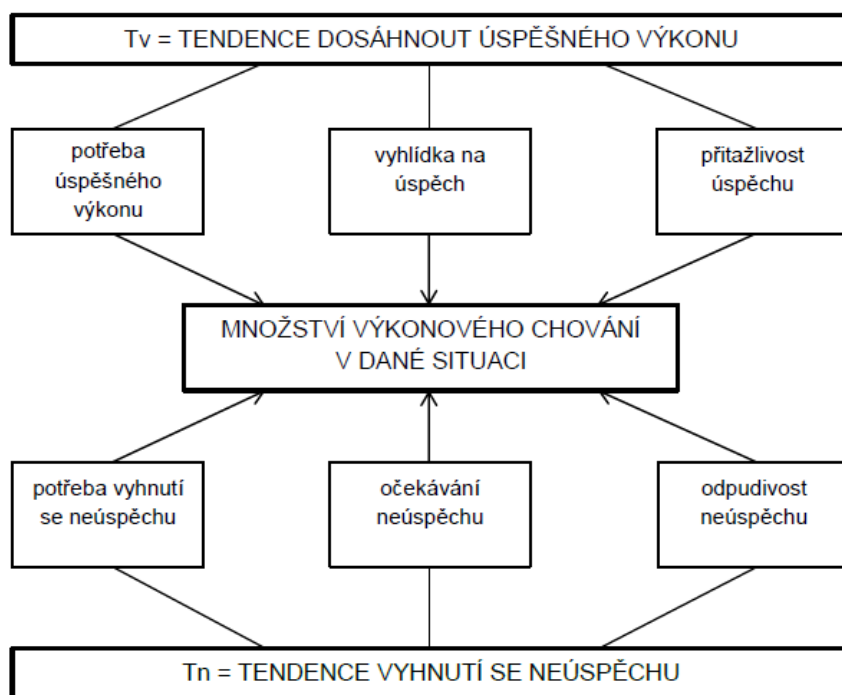 Tv = TENDENCE DOSÁHNOUT ÚSPĚŠNÉHO VÝKONU
potřeba
úspěšného
výkonu
vyhlídka na
úspěch
přitažlivost
úspěchu
MNOŽSTVÍ VÝKONOVÉHO CHOVÁNÍ
V DANÉ SITUACI
potřeba vyhnutí
se neúspěchu
očekávání
neúspěchu
odpudivost
neúspěchu
Tn = TENDENCE VYHNUTÍ SE NEÚSPĚCHU